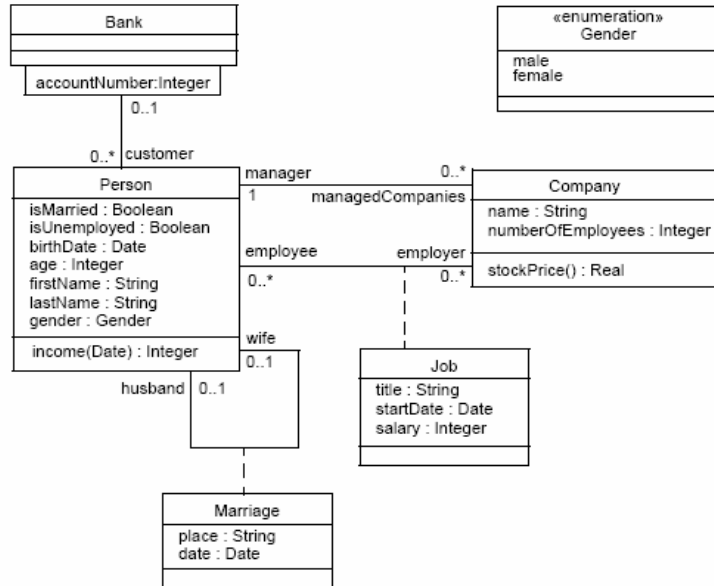 Bank
accountNumber:Integer
0..1
0..* customer
«enumeration»
Gender
male
female
Person
isMarried : Boolean
isUnemployed : Boolean
birthDate : Date
age : Integer
firstName : String
lastName : String
gender : Gender
income(Date) : Integer
manager
1
0..*
managedCompanies
employee
0..*
employer
0..*
Company
name : String
numberOfEmployees : Integer
stockPrice() : Real
wife
0..1
husband
0..1
Job
title : String
startDate : Date
salary : Integer
Marriage
place : String
date : Date